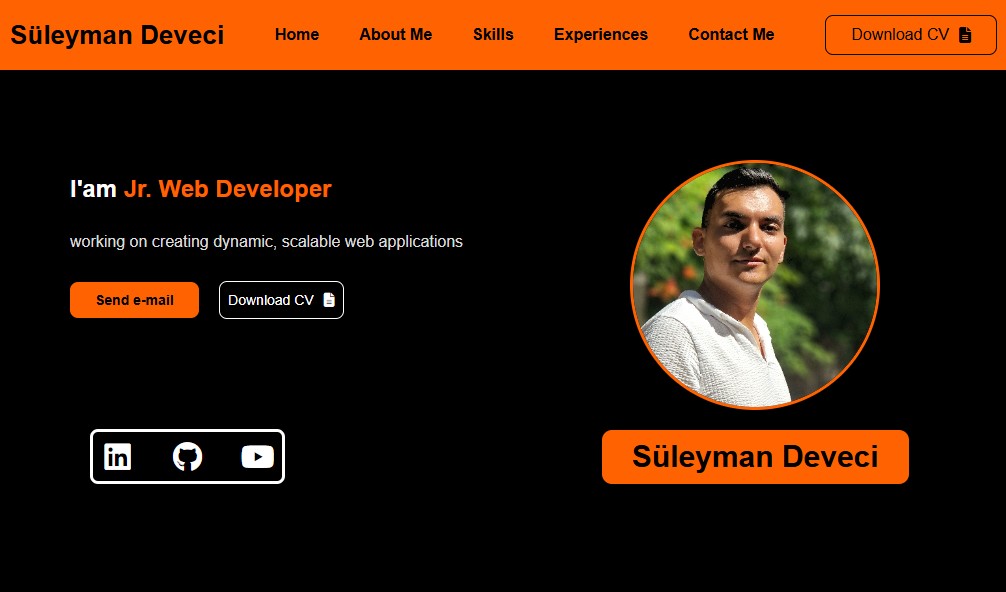 Süleyman Deveci Home About Me Skills Experiences Contact Me Download CV
I'am Jr. Web Developer
working on creating dynamic, scalable web applications
Send e-mail Download CV
in
Süleyman Deveci